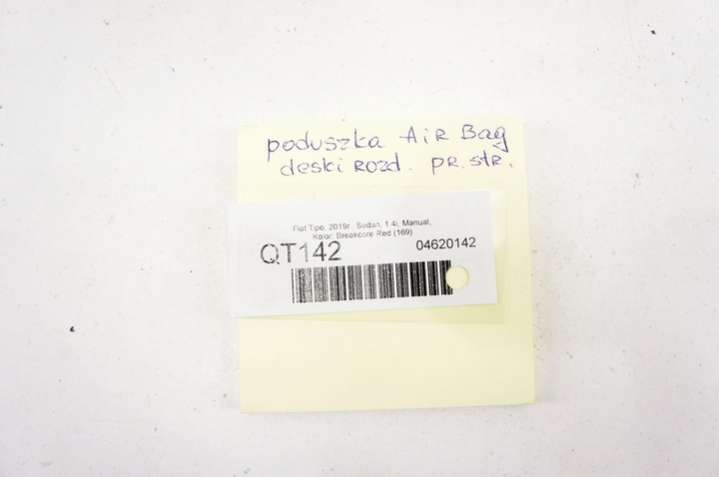 poduszka AiR Bag
deski rozd. pr. str.
Fiat Tipo, 2019r., Sedan, 1.4i, Manual,
Kolor: Breakcore Red (169)
QT142
04620142